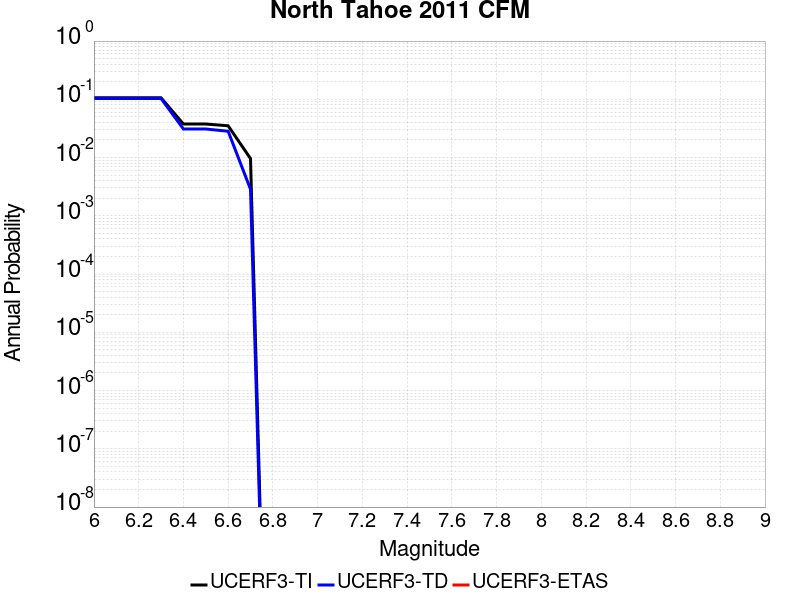 North Tahoe 2011 CFM
10 0
10 -1
10 -2
10 -3
10 -4
10 -5
10 -6
10 -7
10 -8
Annual Probability
6 6.2 6.4 6.6 6.8 7 7.2 7.4 7.6 7.8 8 8.2 8.4 8.6 8.8 9
Magnitude
UCERF3-TI UCERF3-TD UCERF3-ETAS